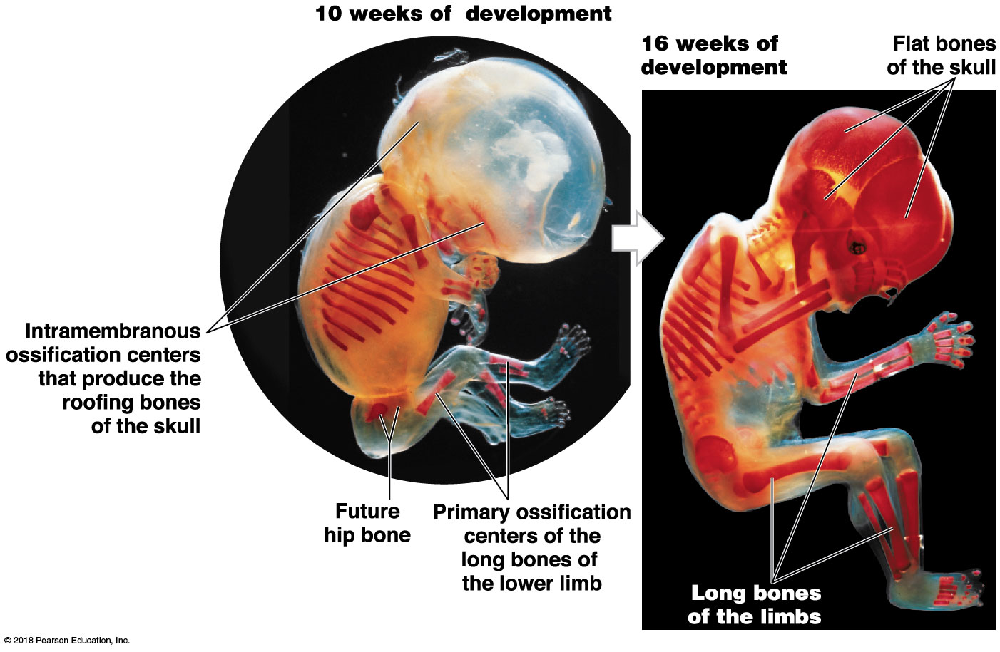 10 weeks of development
16 weeks of
development
Flat bones
of the skull
Intramembranous
ossification centers
that produce the
roofing bones
of the skull
Future
hip bone
Primary ossification
centers of the
long bones of
the lower limb
Long bones
of the limbs
© 2018 Pearson Education, Inc.